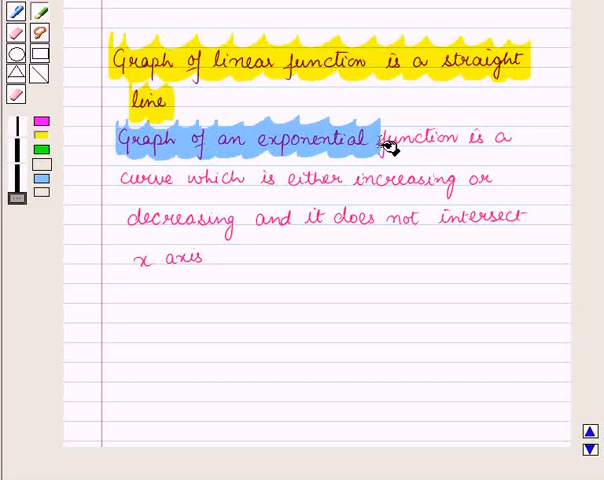 Graph of linear function is a straight
line
Graph of an exponential function is a
curve which is either increasing or
decreasing and it does not intersect
x axis